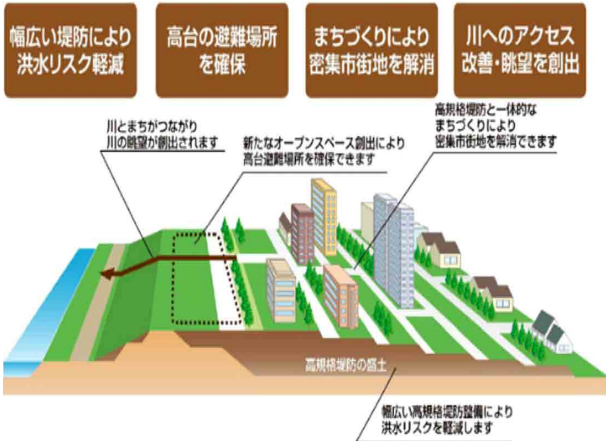 幅広い堤防により
洪水リスク軽減
高台の避難場所
を確保
まちづくりにより
密集市街地を解消
川へのアクセス
改善・眺望を創出
川とまちがつながり
川の眺望が創出されます
新たなオープンスペース創出により
高台避難場所を確保できます
高規格堤防と一体的な
まちづくりにより
密集市街地を解消できます
高規格堤防の盛土
幅広い高規格堤防整備により
洪水リスクを軽減します